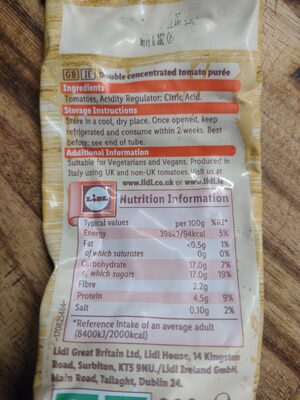 GB IE Double concentrated tomato purée
Ingredients
Tomatoes, Acidity Regulator: Citric Acid.
Storage Instructions
Store in a cool, dry place. Once opened, keep
refrigerated and consume within 2 weeks. Best
before: see end of tube.
Additional Information
Suitable for Vegetarians and Vegans. Produced in
Italy using UK and non-UK tomatoes. Visit us at
www.lidl.co.uk or www.lidl.ie
LIDL Nutrition Information
Typical values per 100g %RI*
Energy 398kJ/94kcal 5%
Fat <0.5g 1%
of which saturates 0g 0%
Carbohydrate 17.0g 7%
of which sugars 17.0g 19%
Fibre 2.2g
Protein 4.5g 9%
Salt 0,10g 2%
*Reference intake of an average adult
(8400kJ/2000kcal)
Lidl Great Britain Ltd, Lidl House, 14 Kingston
Road, Surbiton, KT5 9NU./Lidl Ireland GmbH,
Main Road, Tallaght, Dublin 24.